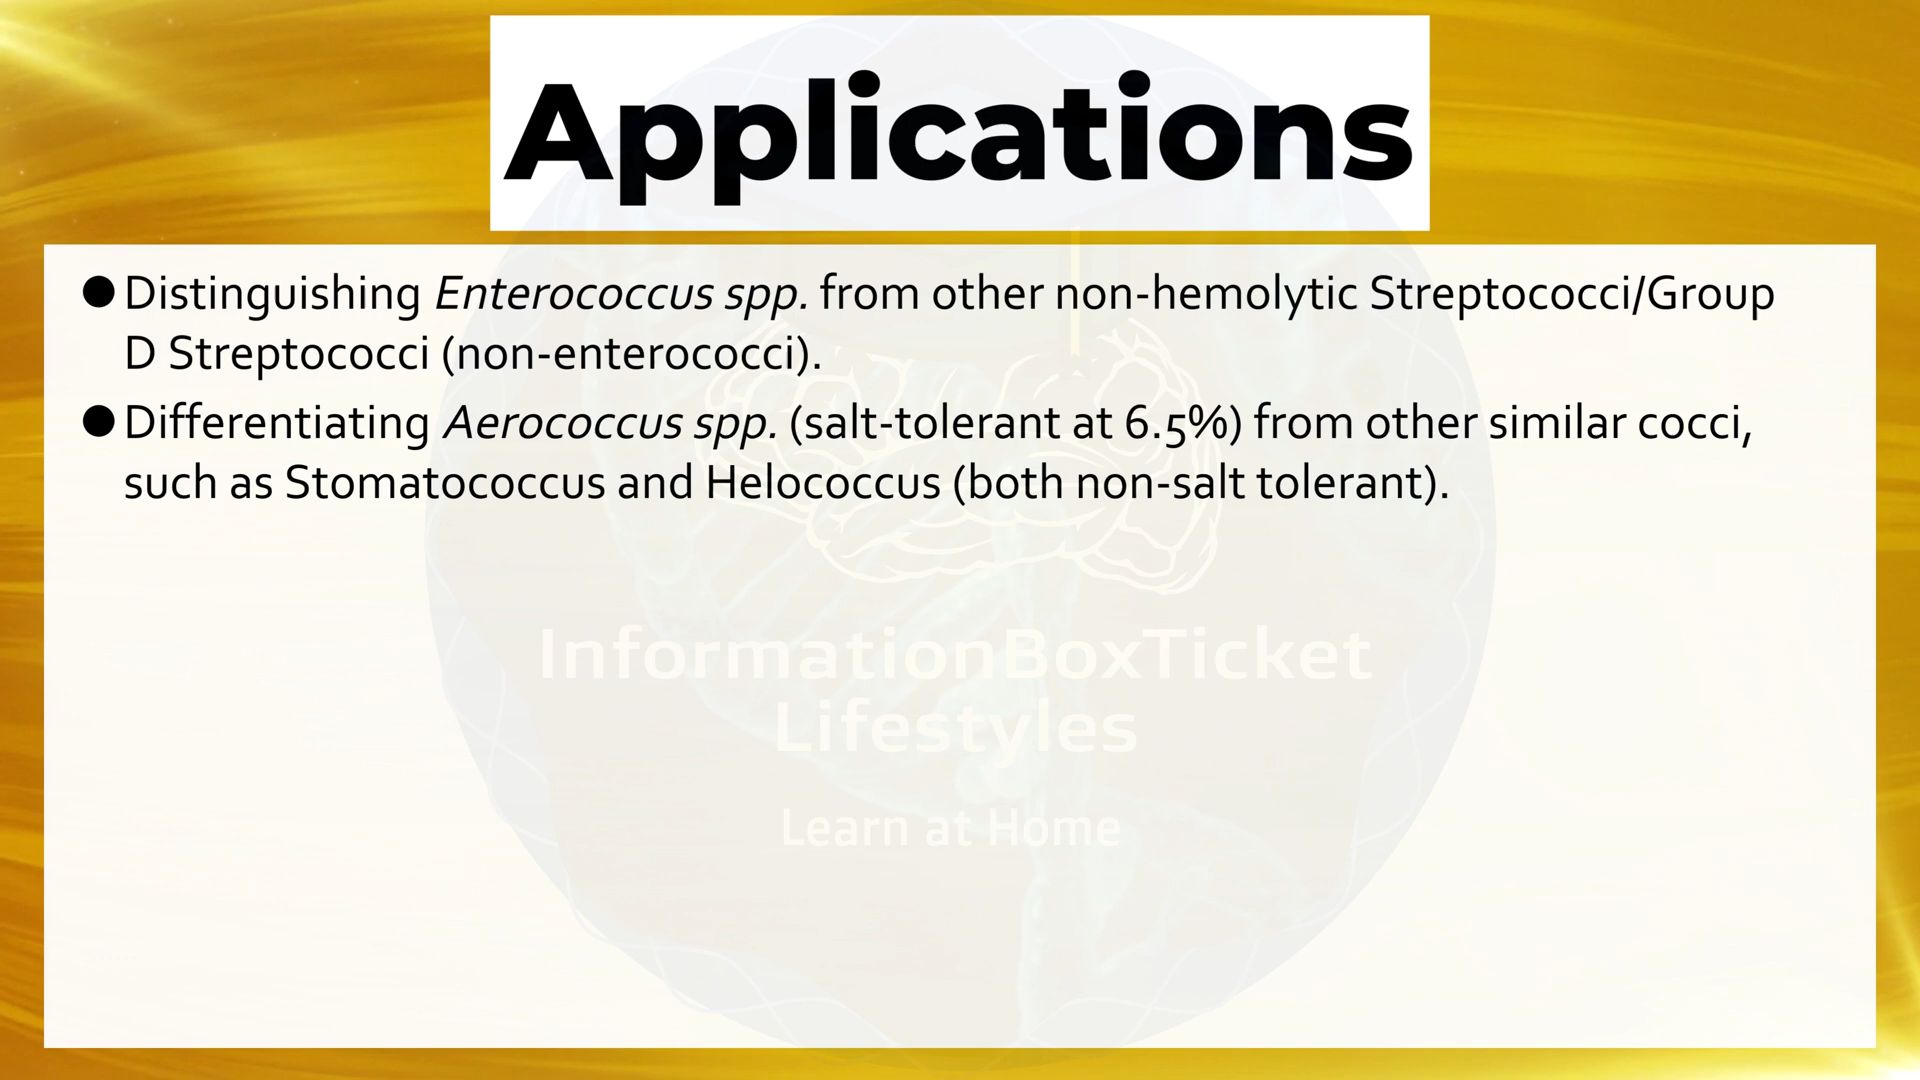 Applications
● Distinguishing Enterococcus spp. from other non-hemolytic Streptococci/Group
D Streptococci (non-enterococci).
● Differentiating Aerococcus spp. (salt-tolerant at 6.5%) from other similar cocci,
such as Stomatococcus and Helococcus (both non-salt tolerant).
InformationBoxTicket
Lifestyles
Learn at Home